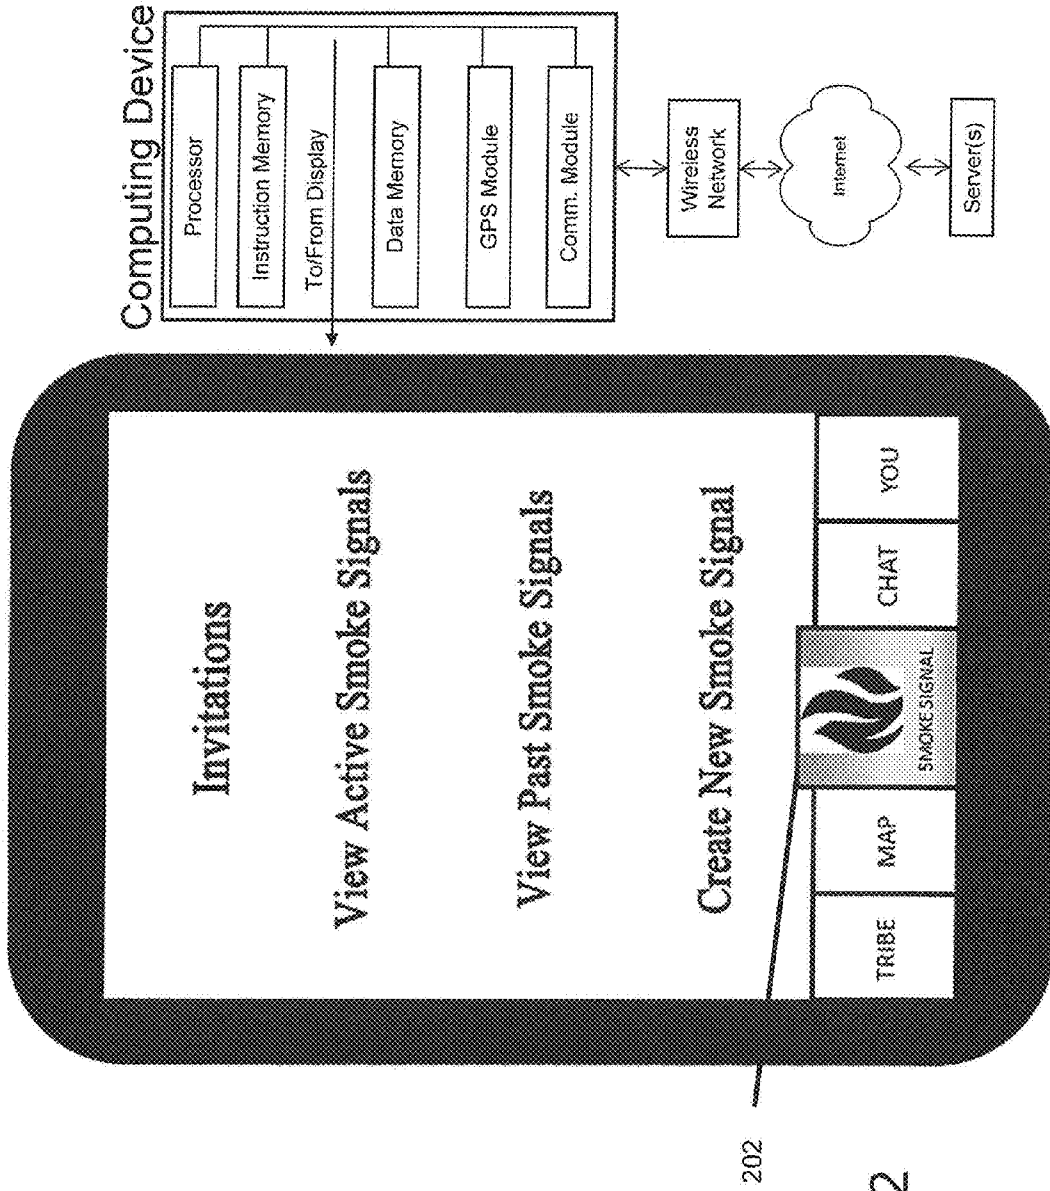 Invitations
View Active Smoke Signals
View Past Smoke Signals
Create New Smoke Signal
TRIBE
MAP
SMOKE SIGNAL
CHAT
YOU
202
2
Computing Device
Processor
Instruction Memory
To/From Display
Data Memory
GPS Module
Comm. Module
Wireless
Network
Internet
Server(s)